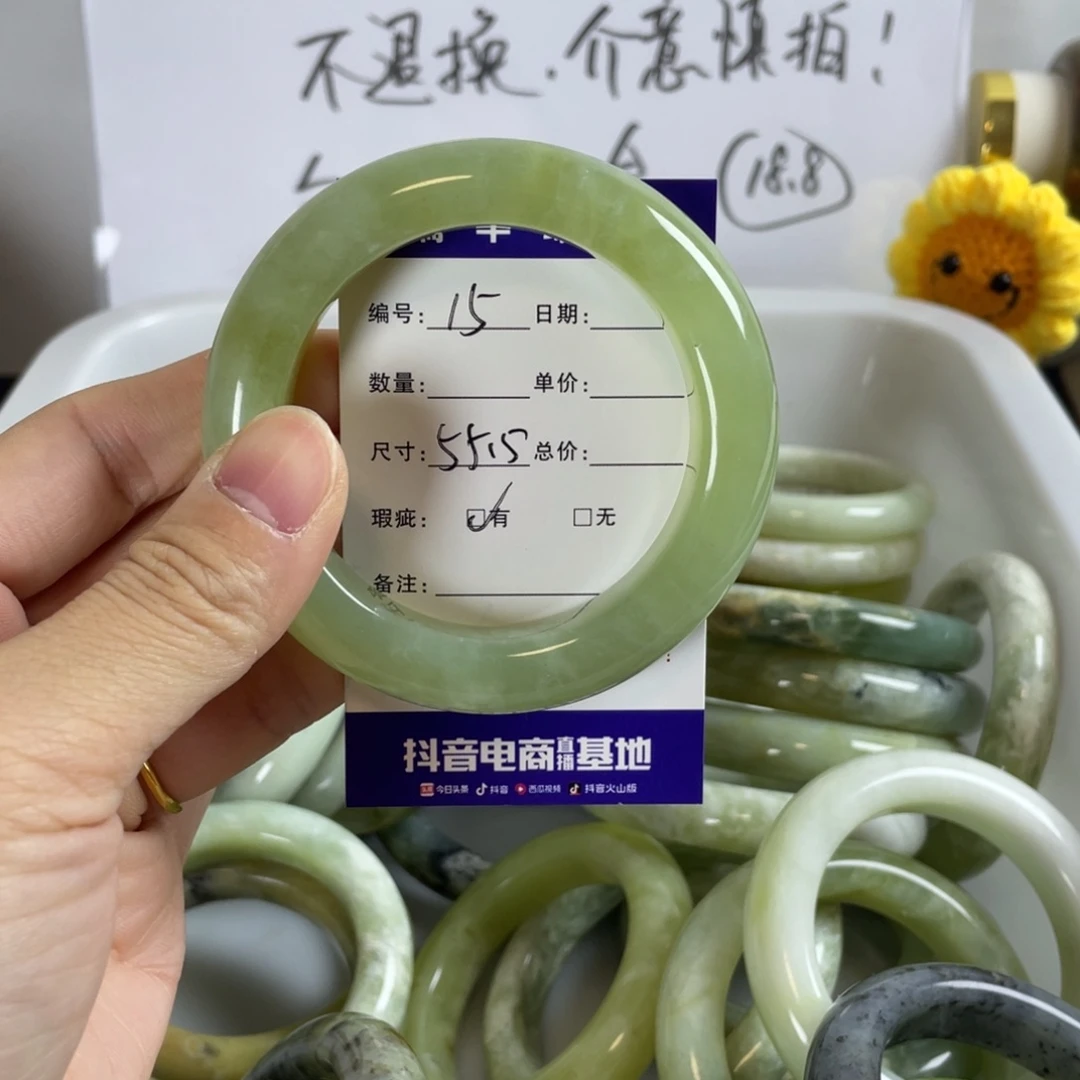 不退换.介意慎拍！
18.8
编号: 15 日期:
数量: 单价:
尺寸: 55.5 总价:
瑕疵: ☑有 □无
备注:
抖音电商直播基地
今日头条 抖音 西瓜视频 抖音火山版